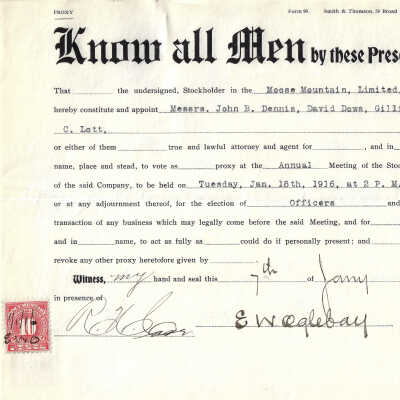 PROXY Form 95 Smith & Thomson, 59 Broad
Know all Men by these Prese
That the undersigned, Stockholder in the Moose Mountain, Limited,
hereby constitute and appoint Messrs. John B. Dennis, David Dows, Gilli
C. Lott,
or either of them true and lawful attorney and agent for , and in
name, place and stead, to vote as proxy at the Annual Meeting of the Stoc
of the said Company, to be held on Tuesday, Jan. 18th, 1916, at 2 P. M.
or at any adjournment thereof, for the election of Officers and
transaction of any business which may legally come before the said Meeting, and for
and in name, to act as fully as could do if personally present; and
revoke any other proxy heretofore given by
Witness, my hand and seal this 7th of Jany
in presence of
E W Oglebay
10